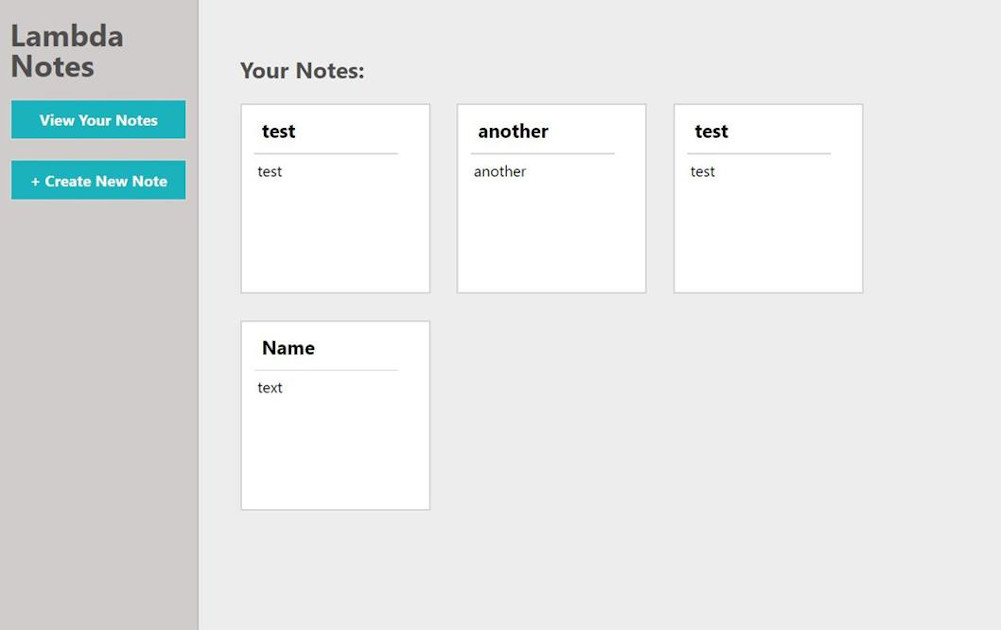 Lambda
Notes
View Your Notes
+ Create New Note
Your Notes:
test
test
another
another
test
test
Name
text